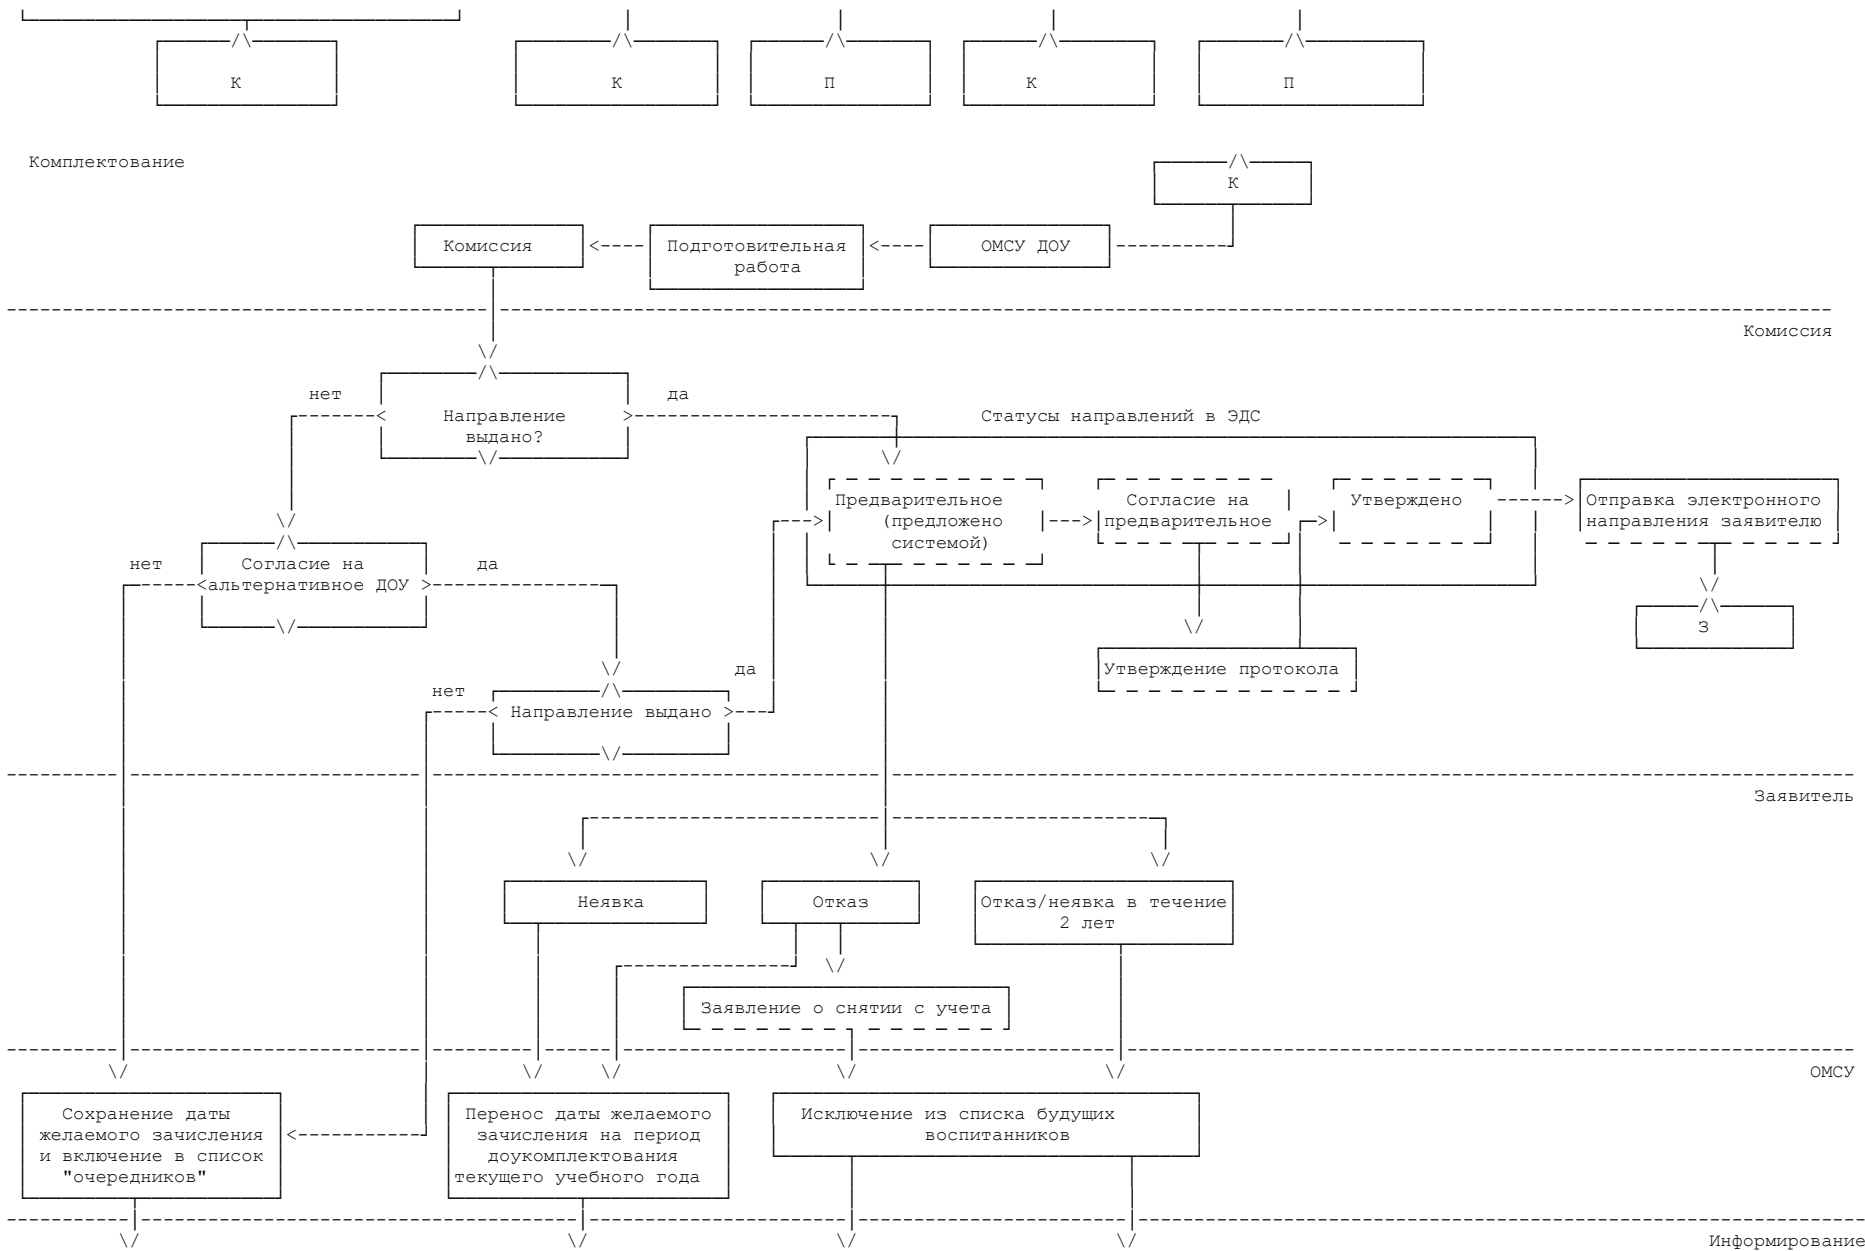 К К П К П
Комплектование
К
Комиссия Подготовительная ОМСУ ДОУ
работа
Комиссия
нет да
Направление Статусы направлений в ЭДС
выдано?
Предварительное Согласие на Утверждено Отправка электронного
(предложено предварительное направления заявителю
системой)
нет Согласие на да
альтернативное ДОУ
З
Утверждение протокола
да
нет
Направление выдано
Заявитель
Неявка Отказ Отказ/неявка в течение
2 лет
Заявление о снятии с учета
ОМСУ
Сохранение даты Перенос даты желаемого Исключение из списка будущих
желаемого зачисления зачисления на период воспитанников
и включение в список доукомплектования
"очередников" текущего учебного года
Информирование